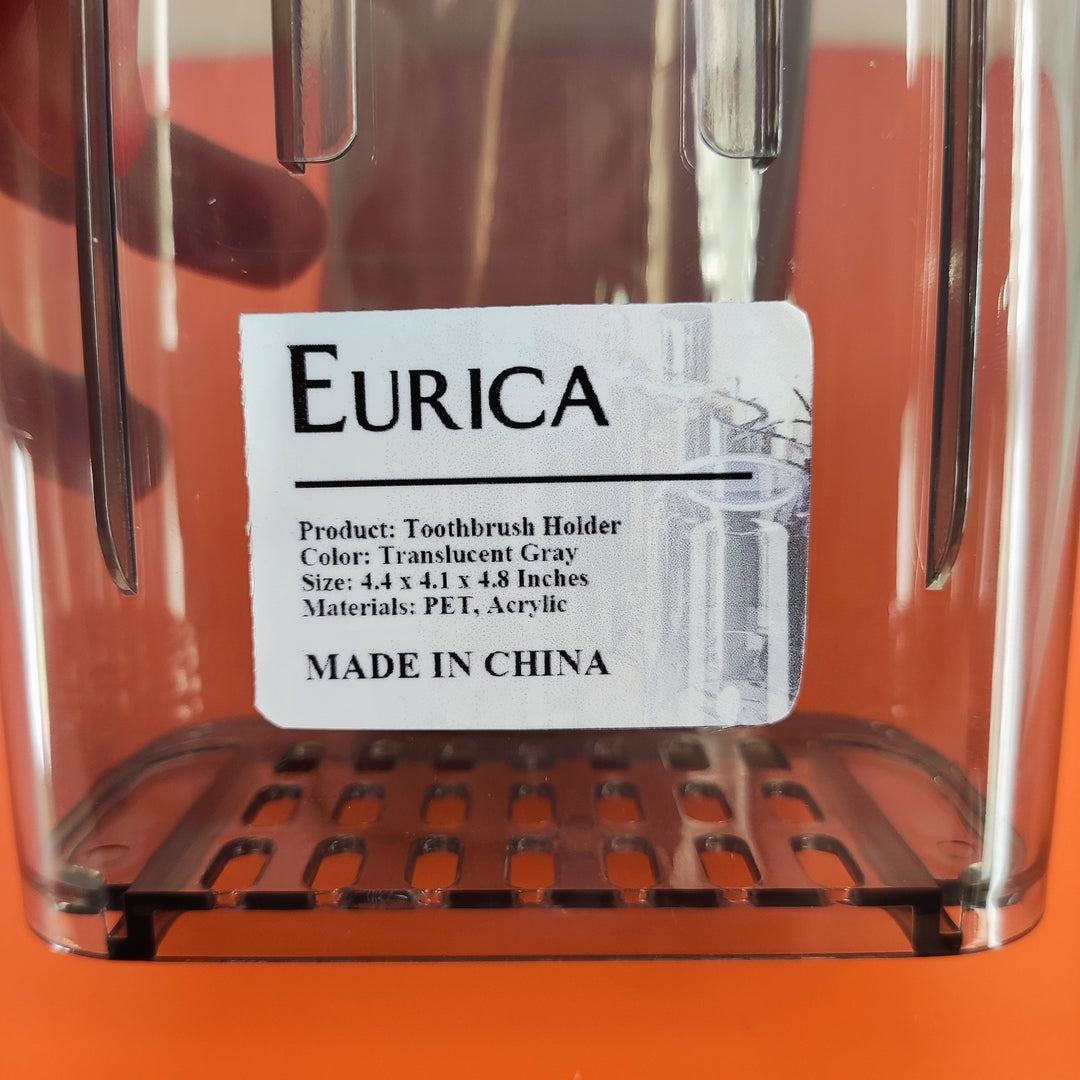 EURICA
Product: Toothbrush Holder
Color: Translucent Gray
Size: 4.4 x 4.1 x 4.8 Inches
Materials: PET, Acrylic
MADE IN CHINA